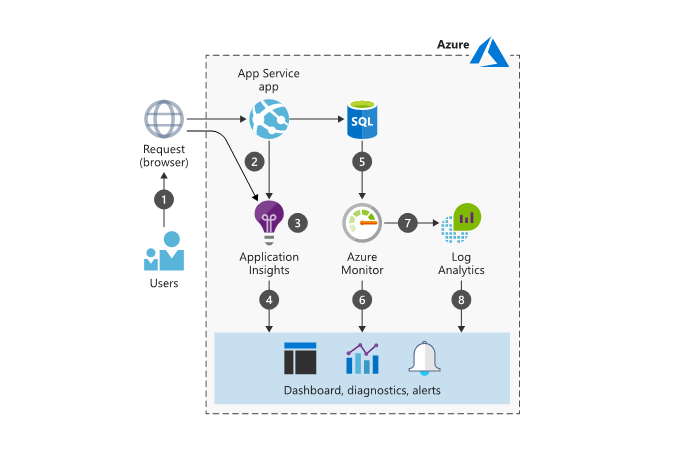 Azure
App Service
app
SQL
Request
(browser)
2
5
1
3
7
Application
Insights
Azure
Monitor
Log
Analytics
Users
4
6
8
Dashboard, diagnostics, alerts